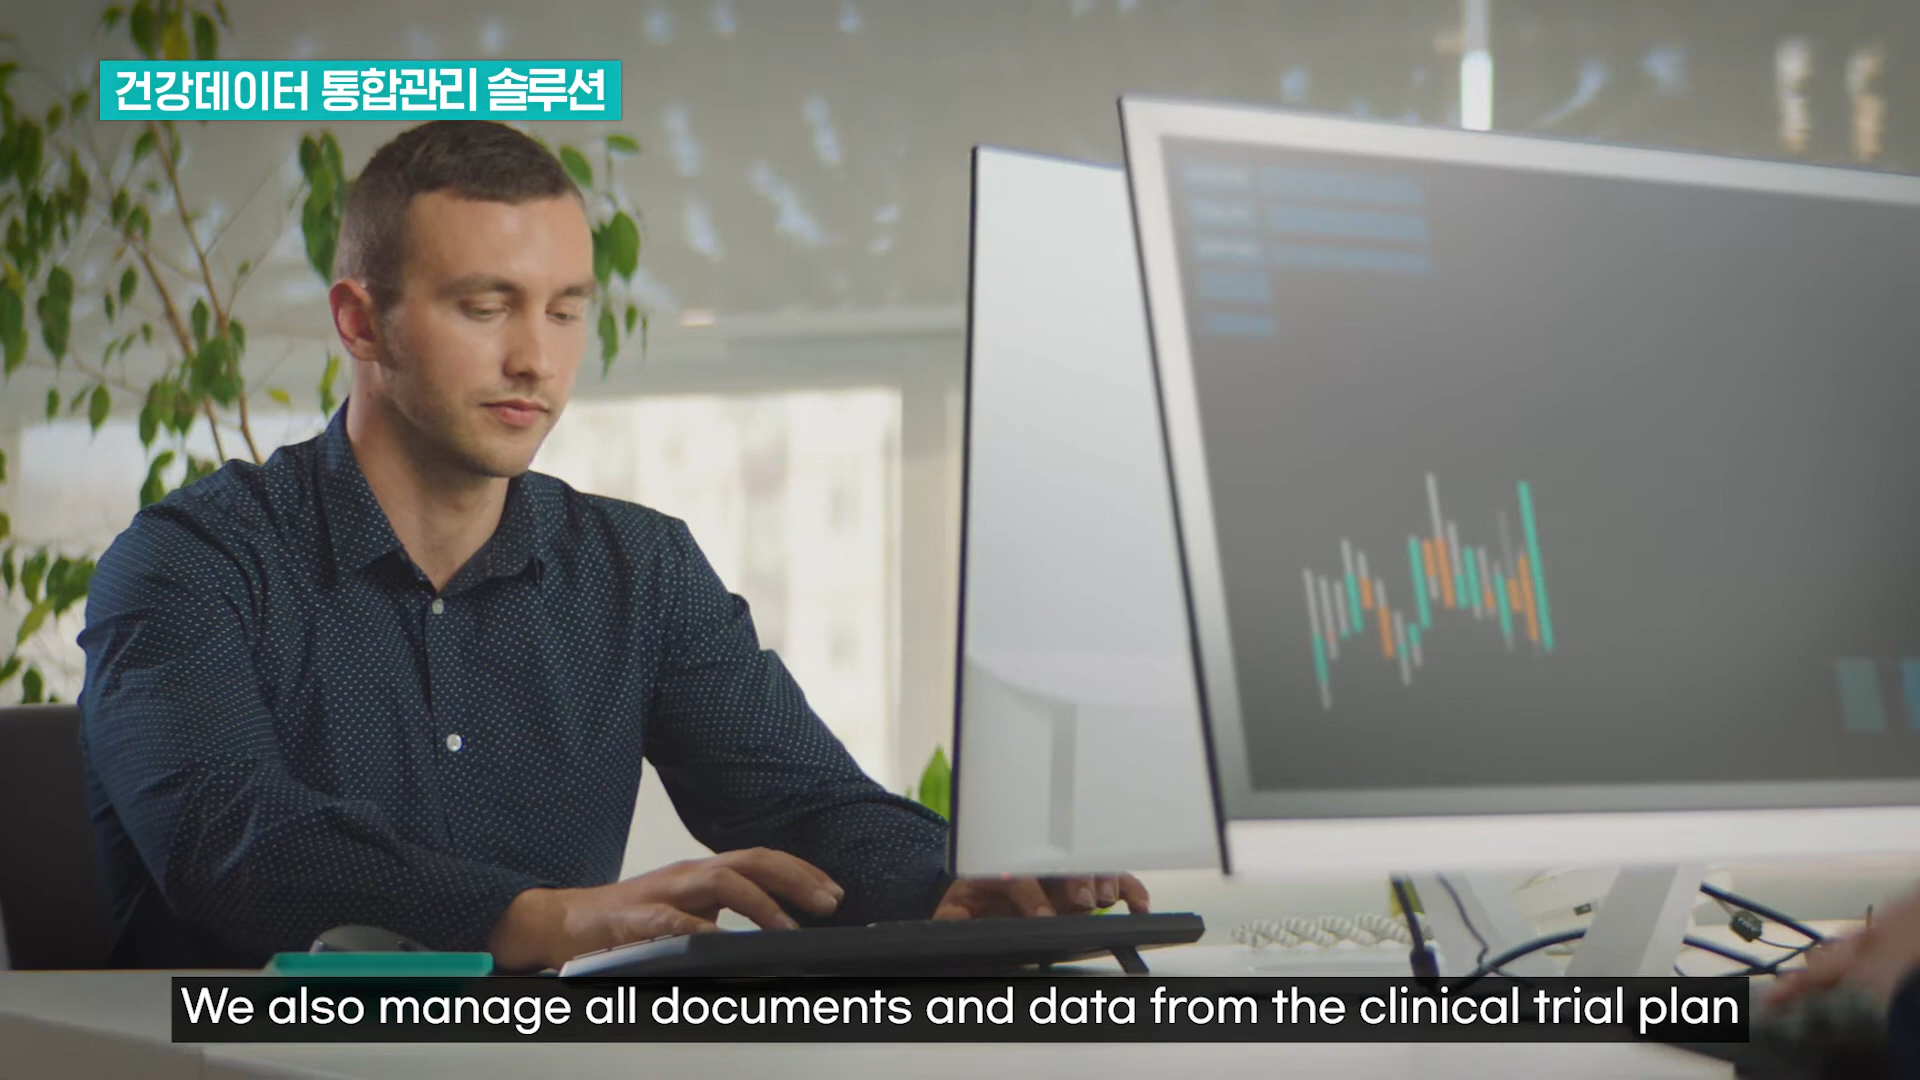 건강데이터 통합관리 솔루션
We also manage all documents and data from the clinical trial plan